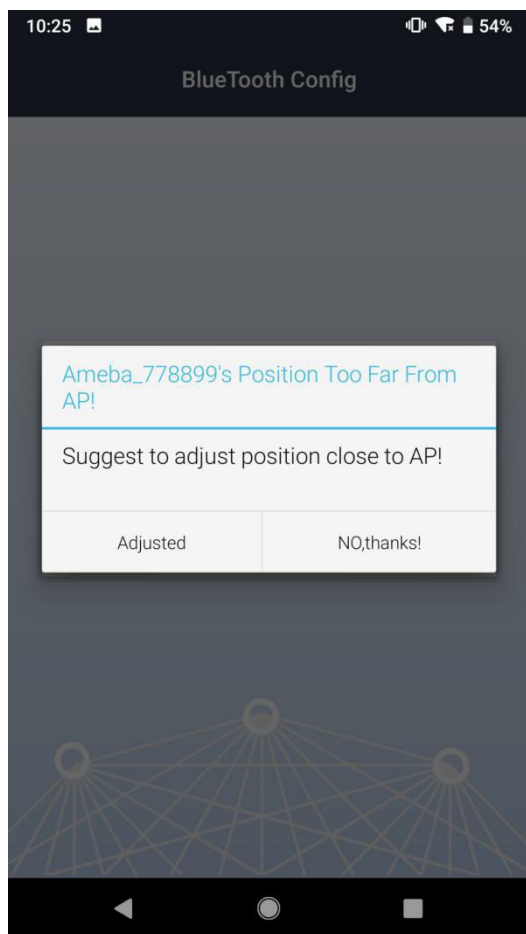 10:25 54%
BlueTooth Config
Ameba_778899's Position Too Far From
AP!
Suggest to adjust position close to AP!
Adjusted NO,thanks!